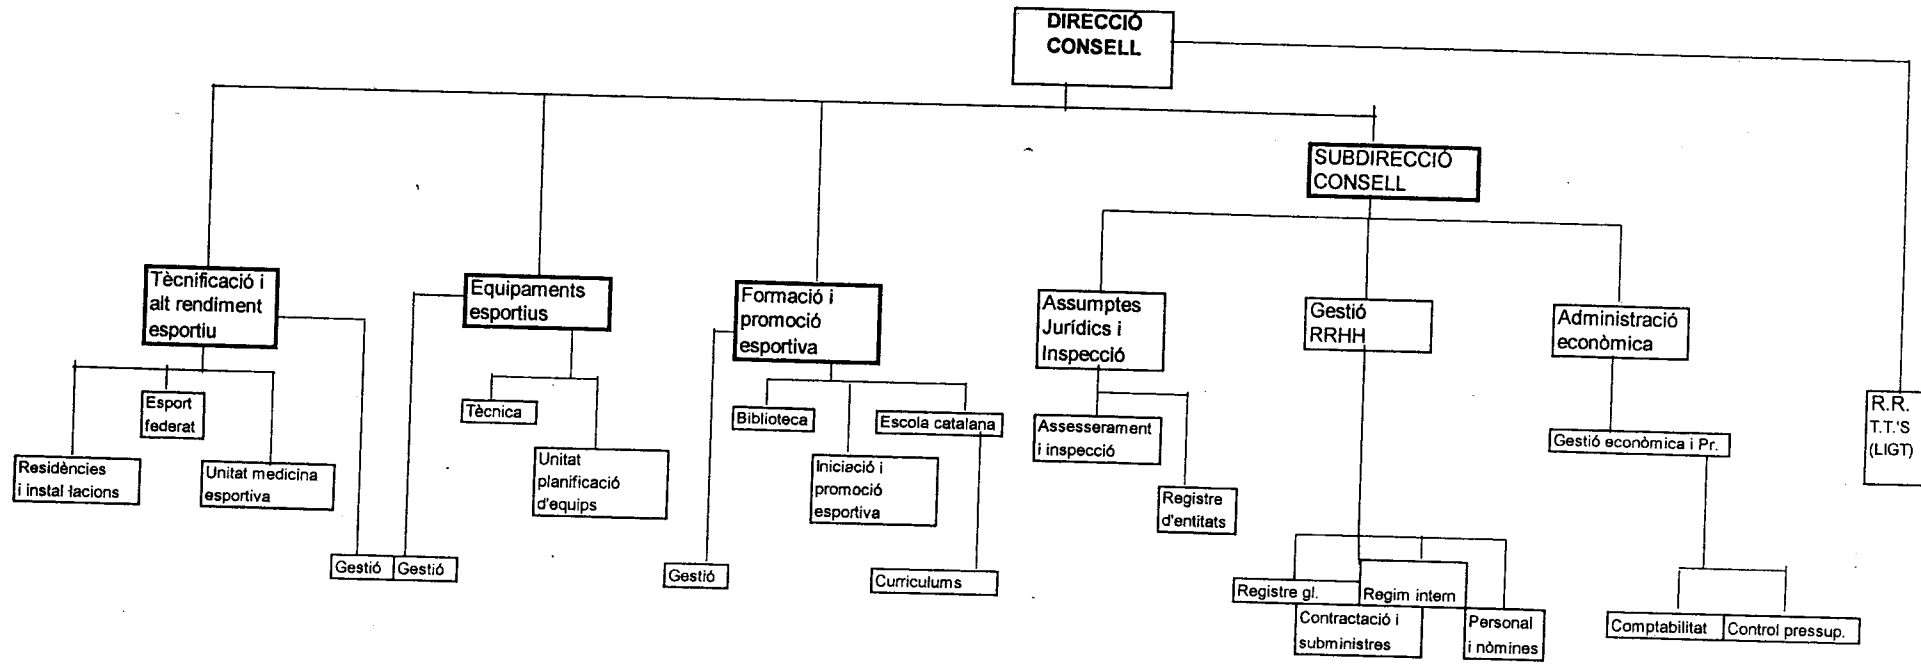 DIRECCIÓ
CONSELL
SUBDIRECCIÓ
CONSELL
Tècnificació i
alt rendiment
esportiu
Equipaments
esportius
Formació i
promoció
esportiva
Assumptes
Jurídics i
Inspecció
Gestió
RRHH
Administració
econòmica
R.R.
T.T.'S
(LIGT)
Esport
federat
Residències
i instal·lacions
Unitat medicina
esportiva
Tècnica
Unitat
planificació
d'equips
Biblioteca
Escola catalana
Iniciació i
promoció
esportiva
Assesserament
i inspecció
Registre
d'entitats
Gestió econòmica i Pr.
Gestió
Gestió
Gestió
Curriculums
Registre gl.
Regim intern
Contractació i
subministres
Personal
i nòmines
Comptabilitat
Control pressup.